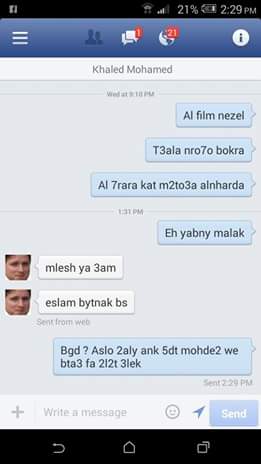 21% 2:29 PM
1
21
Khaled Mohamed
Wed at 9:10 PM
Al film nezel
T3ala nro7o bokra
Al 7rara kat m2to3a alnharda
1:31 PM
Eh yabny malak
mlesh ya 3am
eslam bytnak bs
Sent from web
Bgd ? Aslo 2aly ank 5dt mohde2 we
bta3 fa 2l2t 3lek
Sent 2:29 PM
Write a message
Send